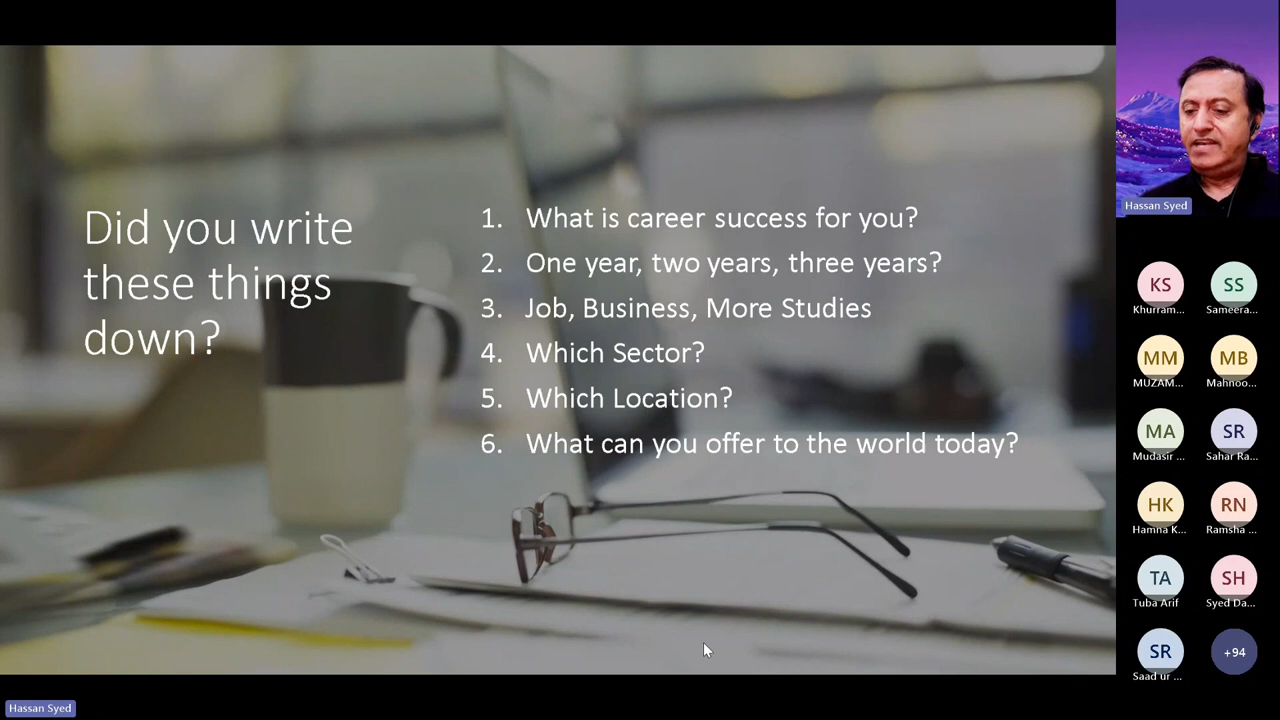 Did you write
these things
down?
1. What is career success for you?
2. One year, two years, three years?
3. Job, Business, More Studies
4. Which Sector?
5. Which Location?
6. What can you offer to the world today?
Hassan Syed
KS
Khurram...
SS
Sameera...
MM
MUZAM...
MB
Mahnoo...
MA
Mudasir ...
SR
Sahar Ra...
HK
Hamna K...
RN
Ramsha ...
TA
Tuba Arif
SH
Syed Da...
SR
Saad ur ...
+94
Hassan Syed